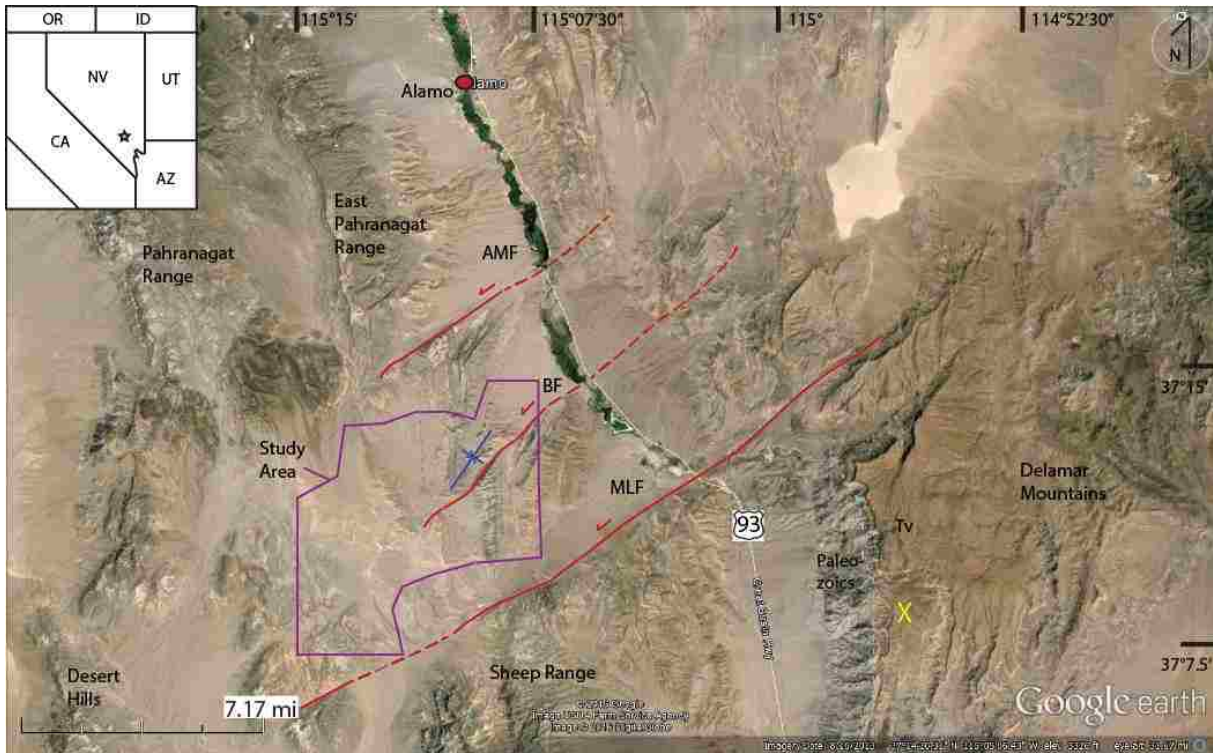 OR
ID
NV
UT
CA
AZ
115°15'
115°07'30"
115°
114°52'30"
N
Alamo
lamo
East
Pahranagat
Range
Pahranagat
Range
AMF
BF
37°15'
Study
Area
MLF
Delamar
Mountains
93
Tv
Paleo-
zoics
X
Desert
Hills
7.17 mi
Sheep Range
37°7.5'
Google earth